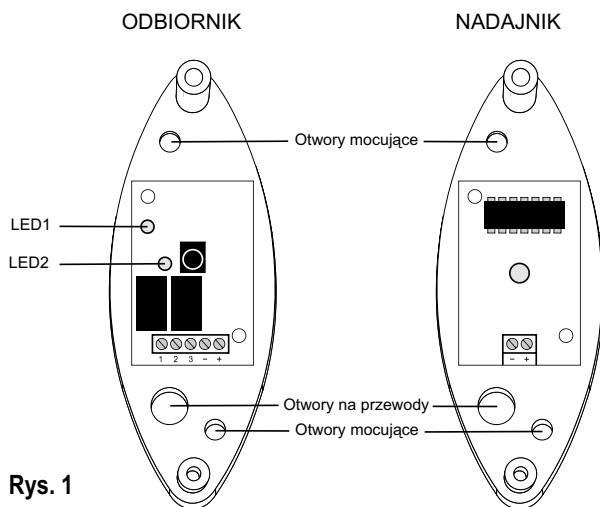 ODBIORNIK
NADAJNIK
Otwory mocujące
LED1
LED2
1 2 3 − +
− +
Otwory na przewody
Otwory mocujące
Rys. 1